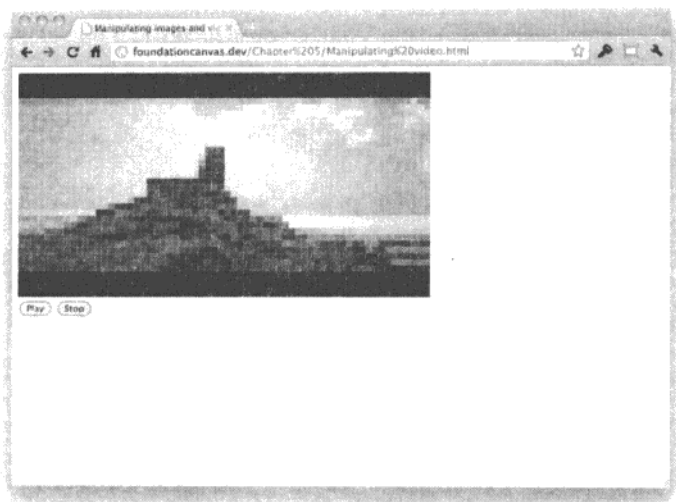 Manipulating images and vi
foundationcanvas.dev/Chapter%205/Manipulating%20video.html
Play Stop